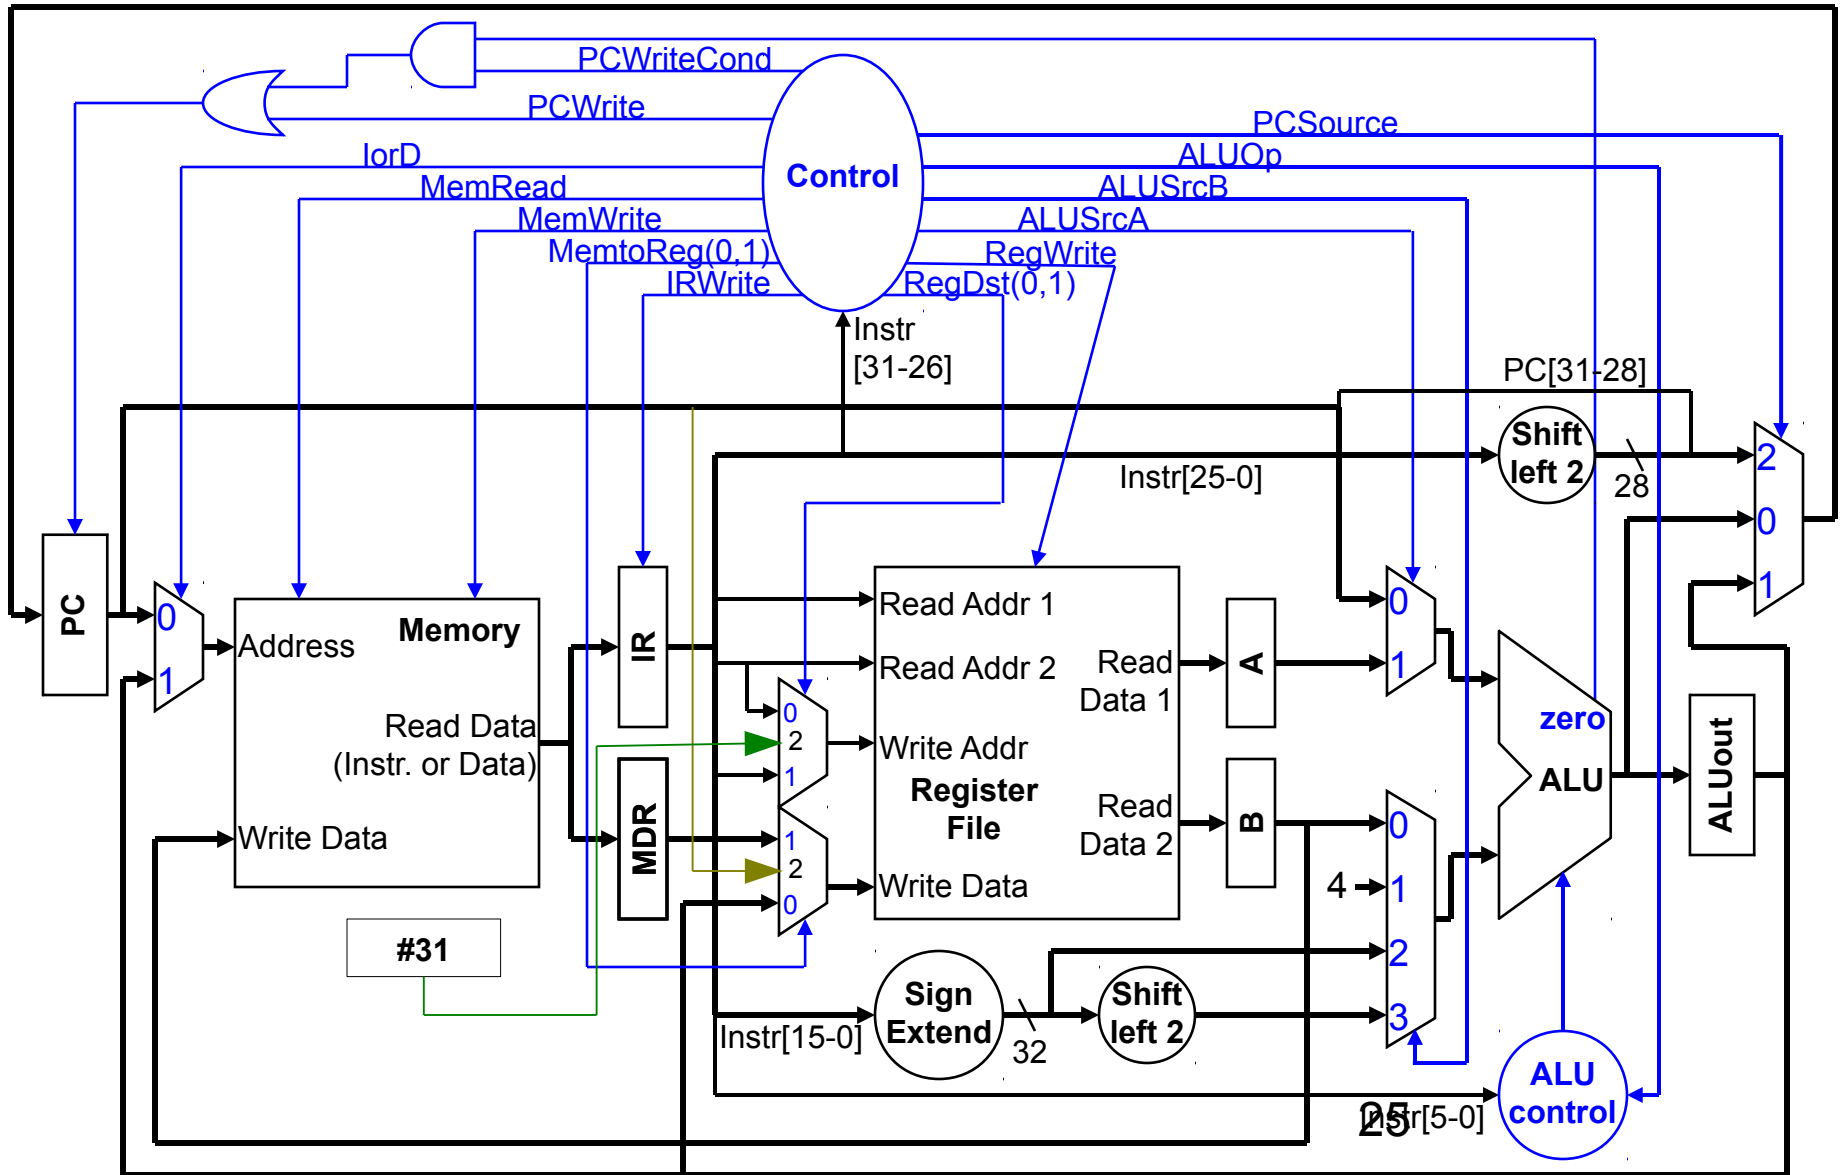 PCWriteCond
PCWrite
PCSource
IorD
ALUOp
Control
MemRead
ALUSrcB
MemWrite
ALUSrcA
MemtoReg(0,1)
RegWrite
IRWrite
RegDst(0,1)
Instr
[31-26]
PC[31-28]
Shift
left 2
Instr[25-0]
28
2
0
1
PC
0
1
Address
Memory
Read Data
(Instr. or Data)
Write Data
IR
MDR
#31
0
2
1
1
2
0
Read Addr 1
Read Addr 2
Write Addr
Register
File
Write Data
Read
Data 1
Read
Data 2
A
B
0
1
4
0
1
2
3
zero
ALU
ALUout
Sign
Extend
Instr[15-0]
32
Shift
left 2
ALU
control
Instr[5-0]
25